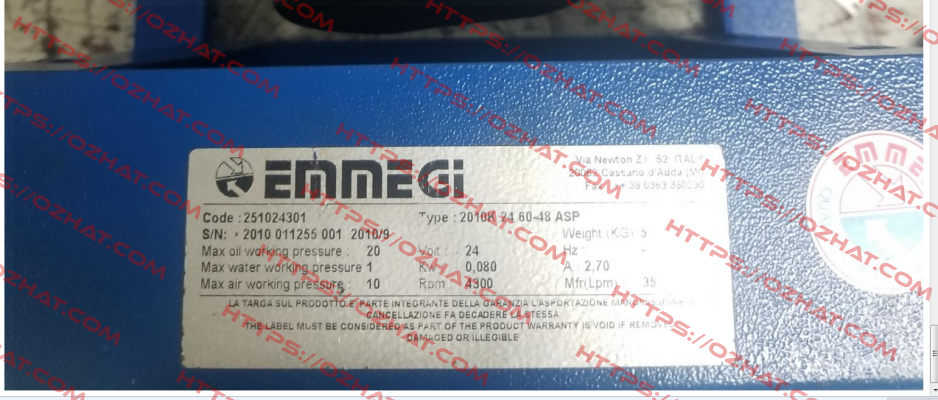 EMMEGI
Via Newton Z.I. 52 ITALY
20062 Cassano d'Adda (MI)
Code : 251024301 Type : 2010K 24 60-48 ASP
S/N: 2010 011255 001 2010/9 Weight (KG) 5
Max oil working pressure : 20 Volt : 24 Hz : -
Max water working pressure 1 Kw : 0,080 A : 2,70
Max air working pressure : 10 Rpm : 4300 Mfr(Lpm) 35
LA TARGA SUL PRODOTTO E PARTE INTEGRANTE DELLA GARANZIA L'ASPORTAZIONE
CANCELLAZIONE FA DECADERE LA STESSA
THE LABEL MUST BE CONSIDERED AS PART OF THE PRODUCT WARRANTY IS VOID IF
DAMAGED OR ILLEGIBLE
HTTPS://OZHAT.COM